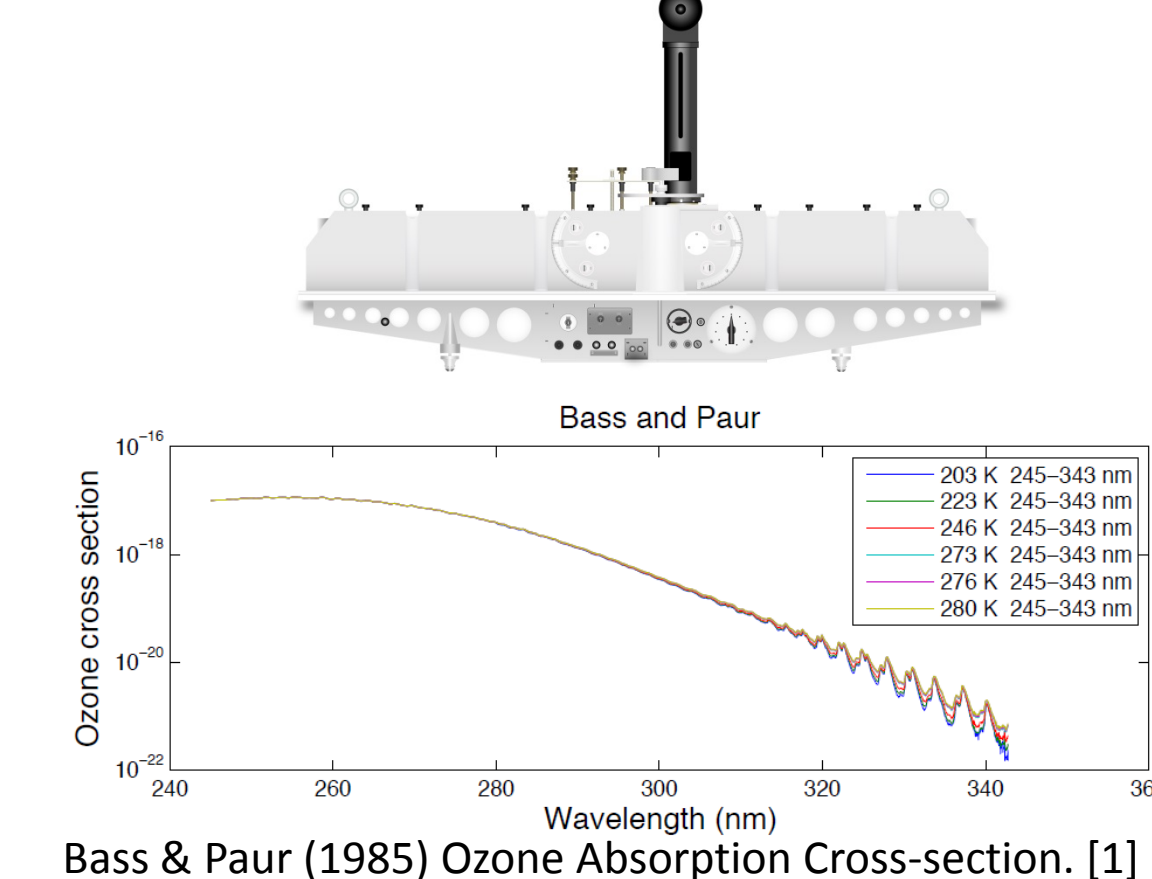 Bass and Paur
10⁻¹⁶
10⁻¹⁸
10⁻²⁰
10⁻²²
Ozone cross section
203 K 245–343 nm
223 K 245–343 nm
246 K 245–343 nm
273 K 245–343 nm
276 K 245–343 nm
280 K 245–343 nm
240 260 280 300 320 340 36
Wavelength (nm)
Bass & Paur (1985) Ozone Absorption Cross-section. [1]